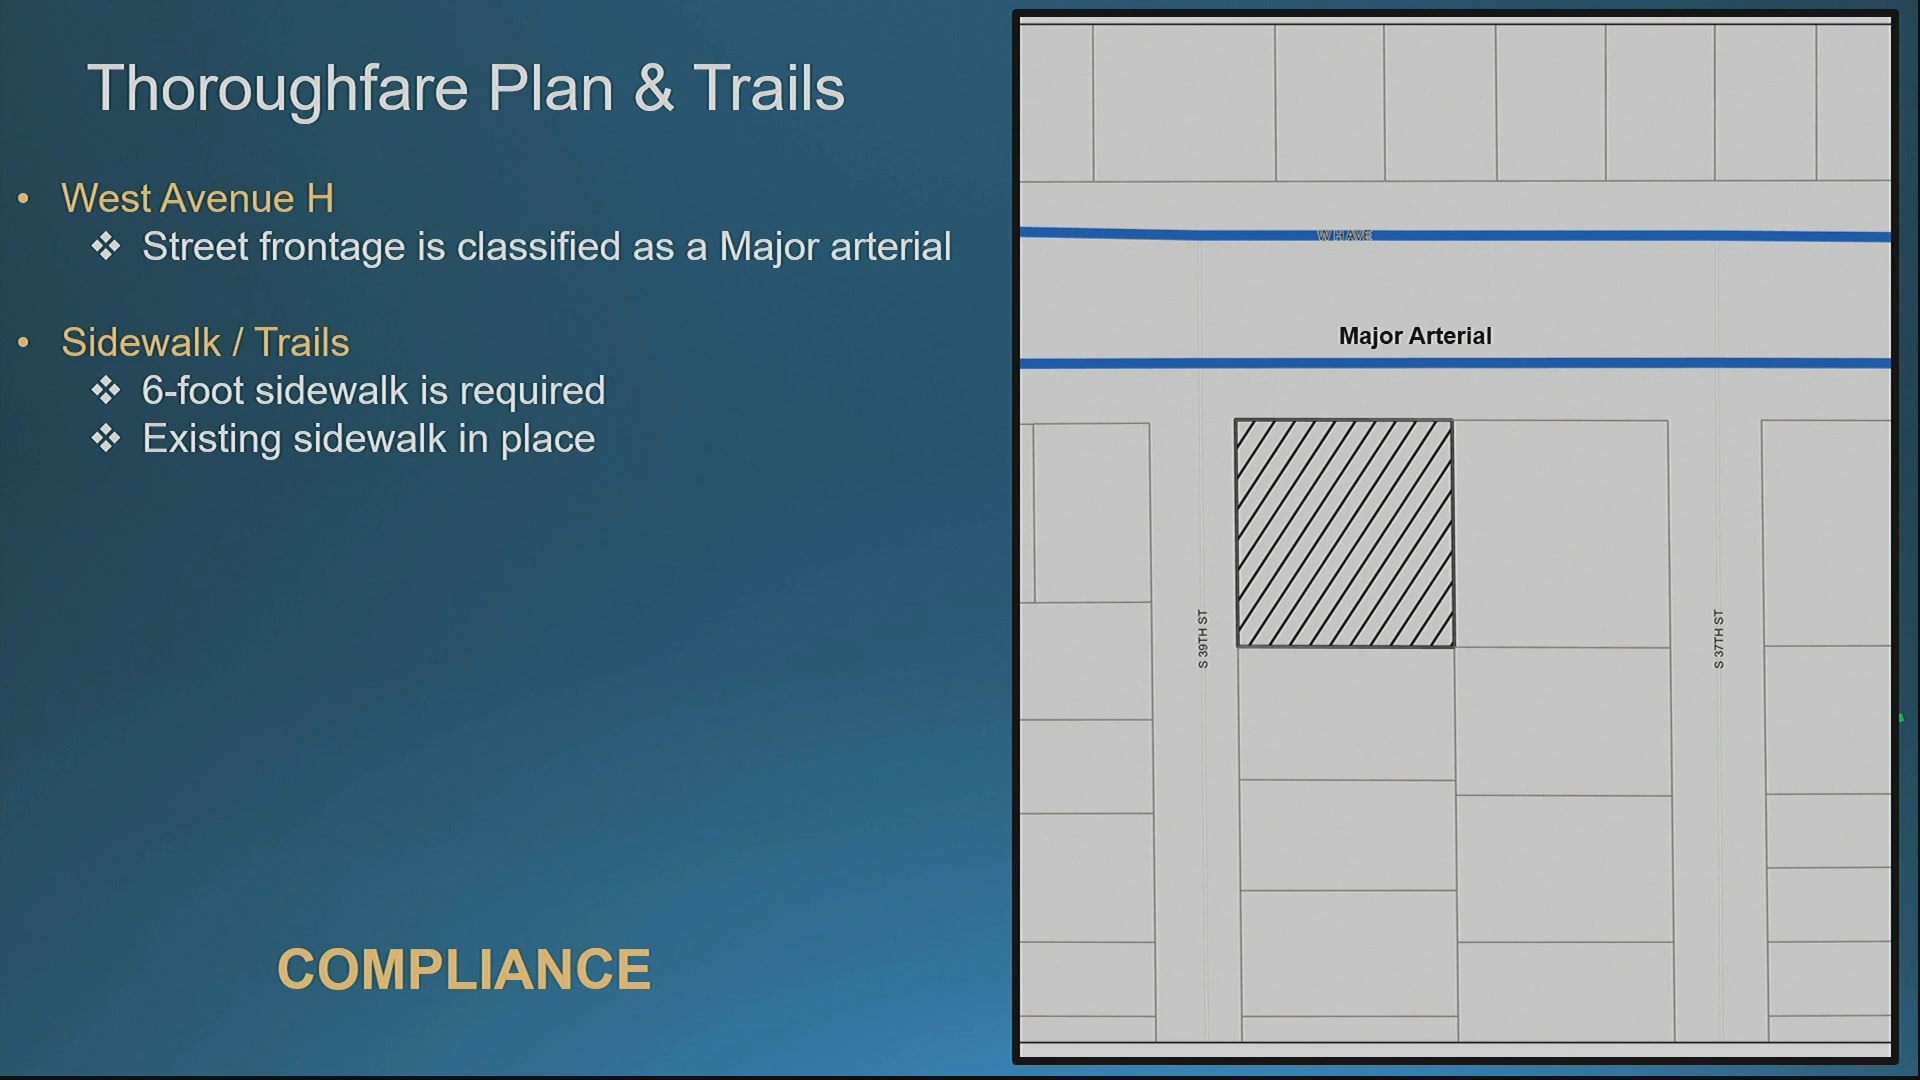 Thoroughfare Plan & Trails
• West Avenue H
❖ Street frontage is classified as a Major arterial
• Sidewalk / Trails
❖ 6-foot sidewalk is required
❖ Existing sidewalk in place
COMPLIANCE
W H AVE
Major Arterial
S 39TH ST
S 37TH ST